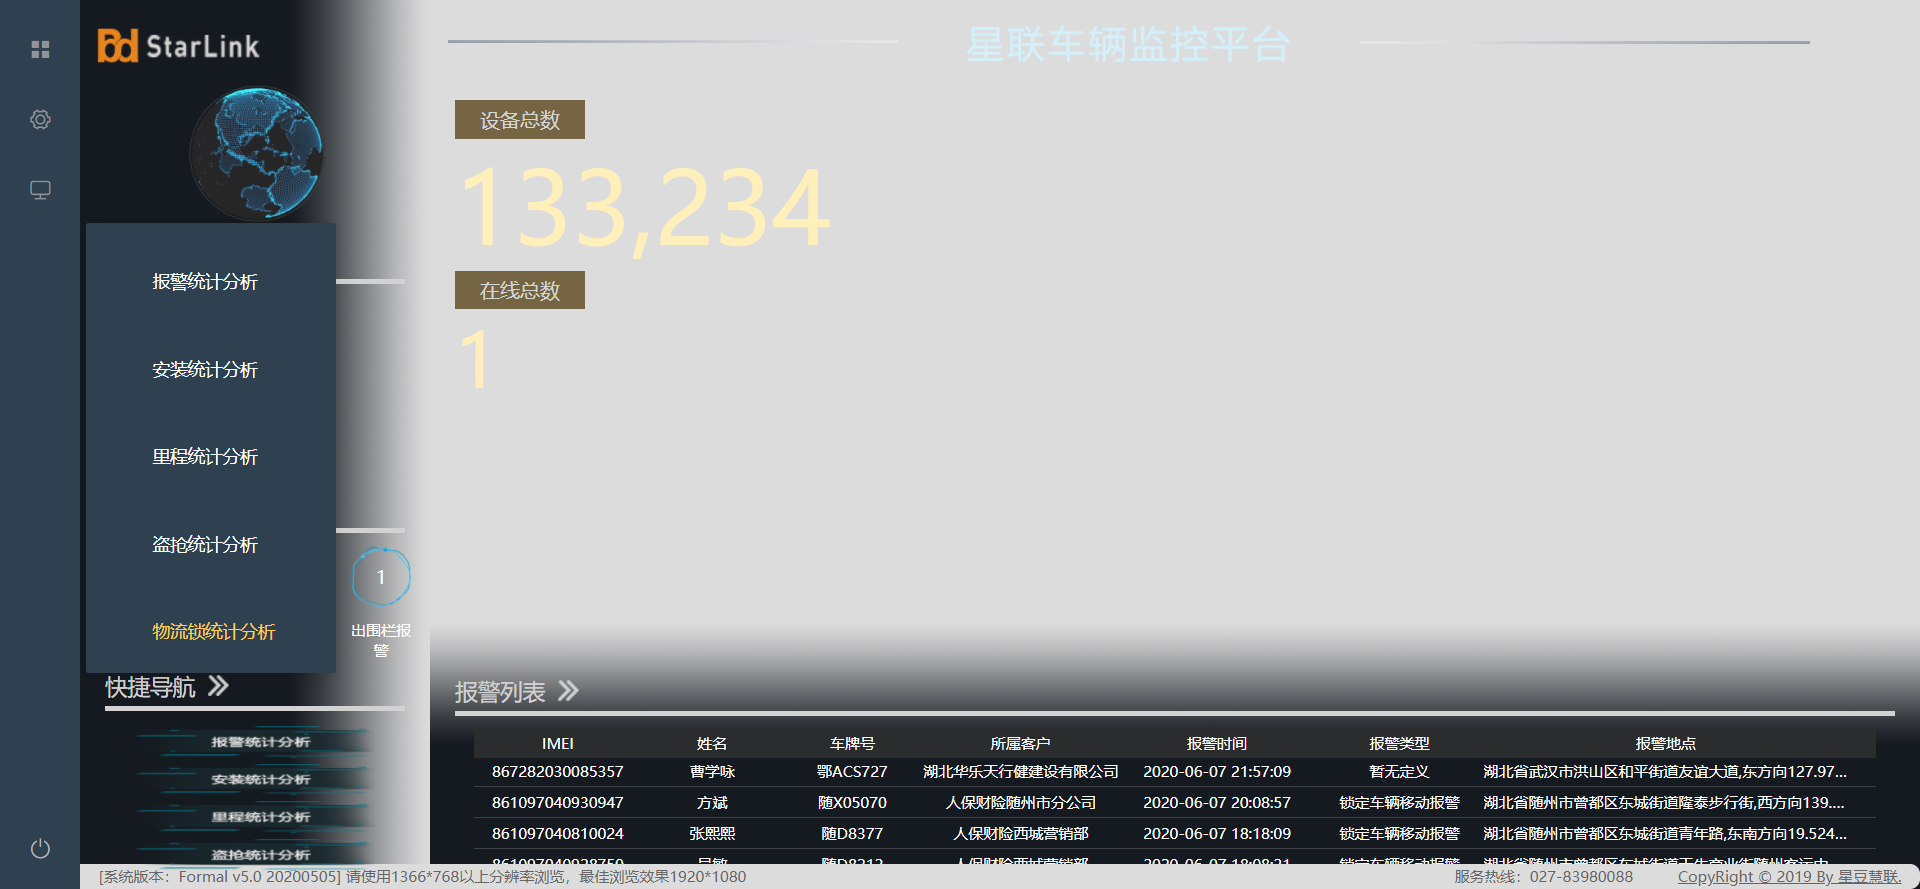 StarLink
星联车辆监控平台
设备总数
133,234
在线总数
1
报警统计分析
安装统计分析
里程统计分析
盗抢统计分析
物流锁统计分析
1
出围栏报
警
快捷导航
报警统计分析
安装统计分析
里程统计分析
盗抢统计分析
报警列表
IMEI 姓名 车牌号 所属客户 报警时间 报警类型 报警地点
867282030085357 曹学咏 鄂ACS727 湖北华乐天行健建设有限公司 2020-06-07 21:57:09 暂无定义 湖北省武汉市洪山区和平街道友谊大道,东方向127.97...
861097040930947 方斌 随X05070 人保财险随州市分公司 2020-06-07 20:08:57 锁定车辆移动报警 湖北省随州市曾都区东城街道隆泰步行街,西方向139....
861097040810024 张熙熙 随D8377 人保财险西城营销部 2020-06-07 18:18:09 锁定车辆移动报警 湖北省随州市曾都区东城街道青年路,东南方向19.524...
人保财险西城营销部 锁定车辆移动报警
[系统版本：Formal v5.0 20200505] 请使用1366*768以上分辨率浏览，最佳浏览效果1920*1080
服务热线：027-83980088
CopyRight © 2019 By 星豆慧联.